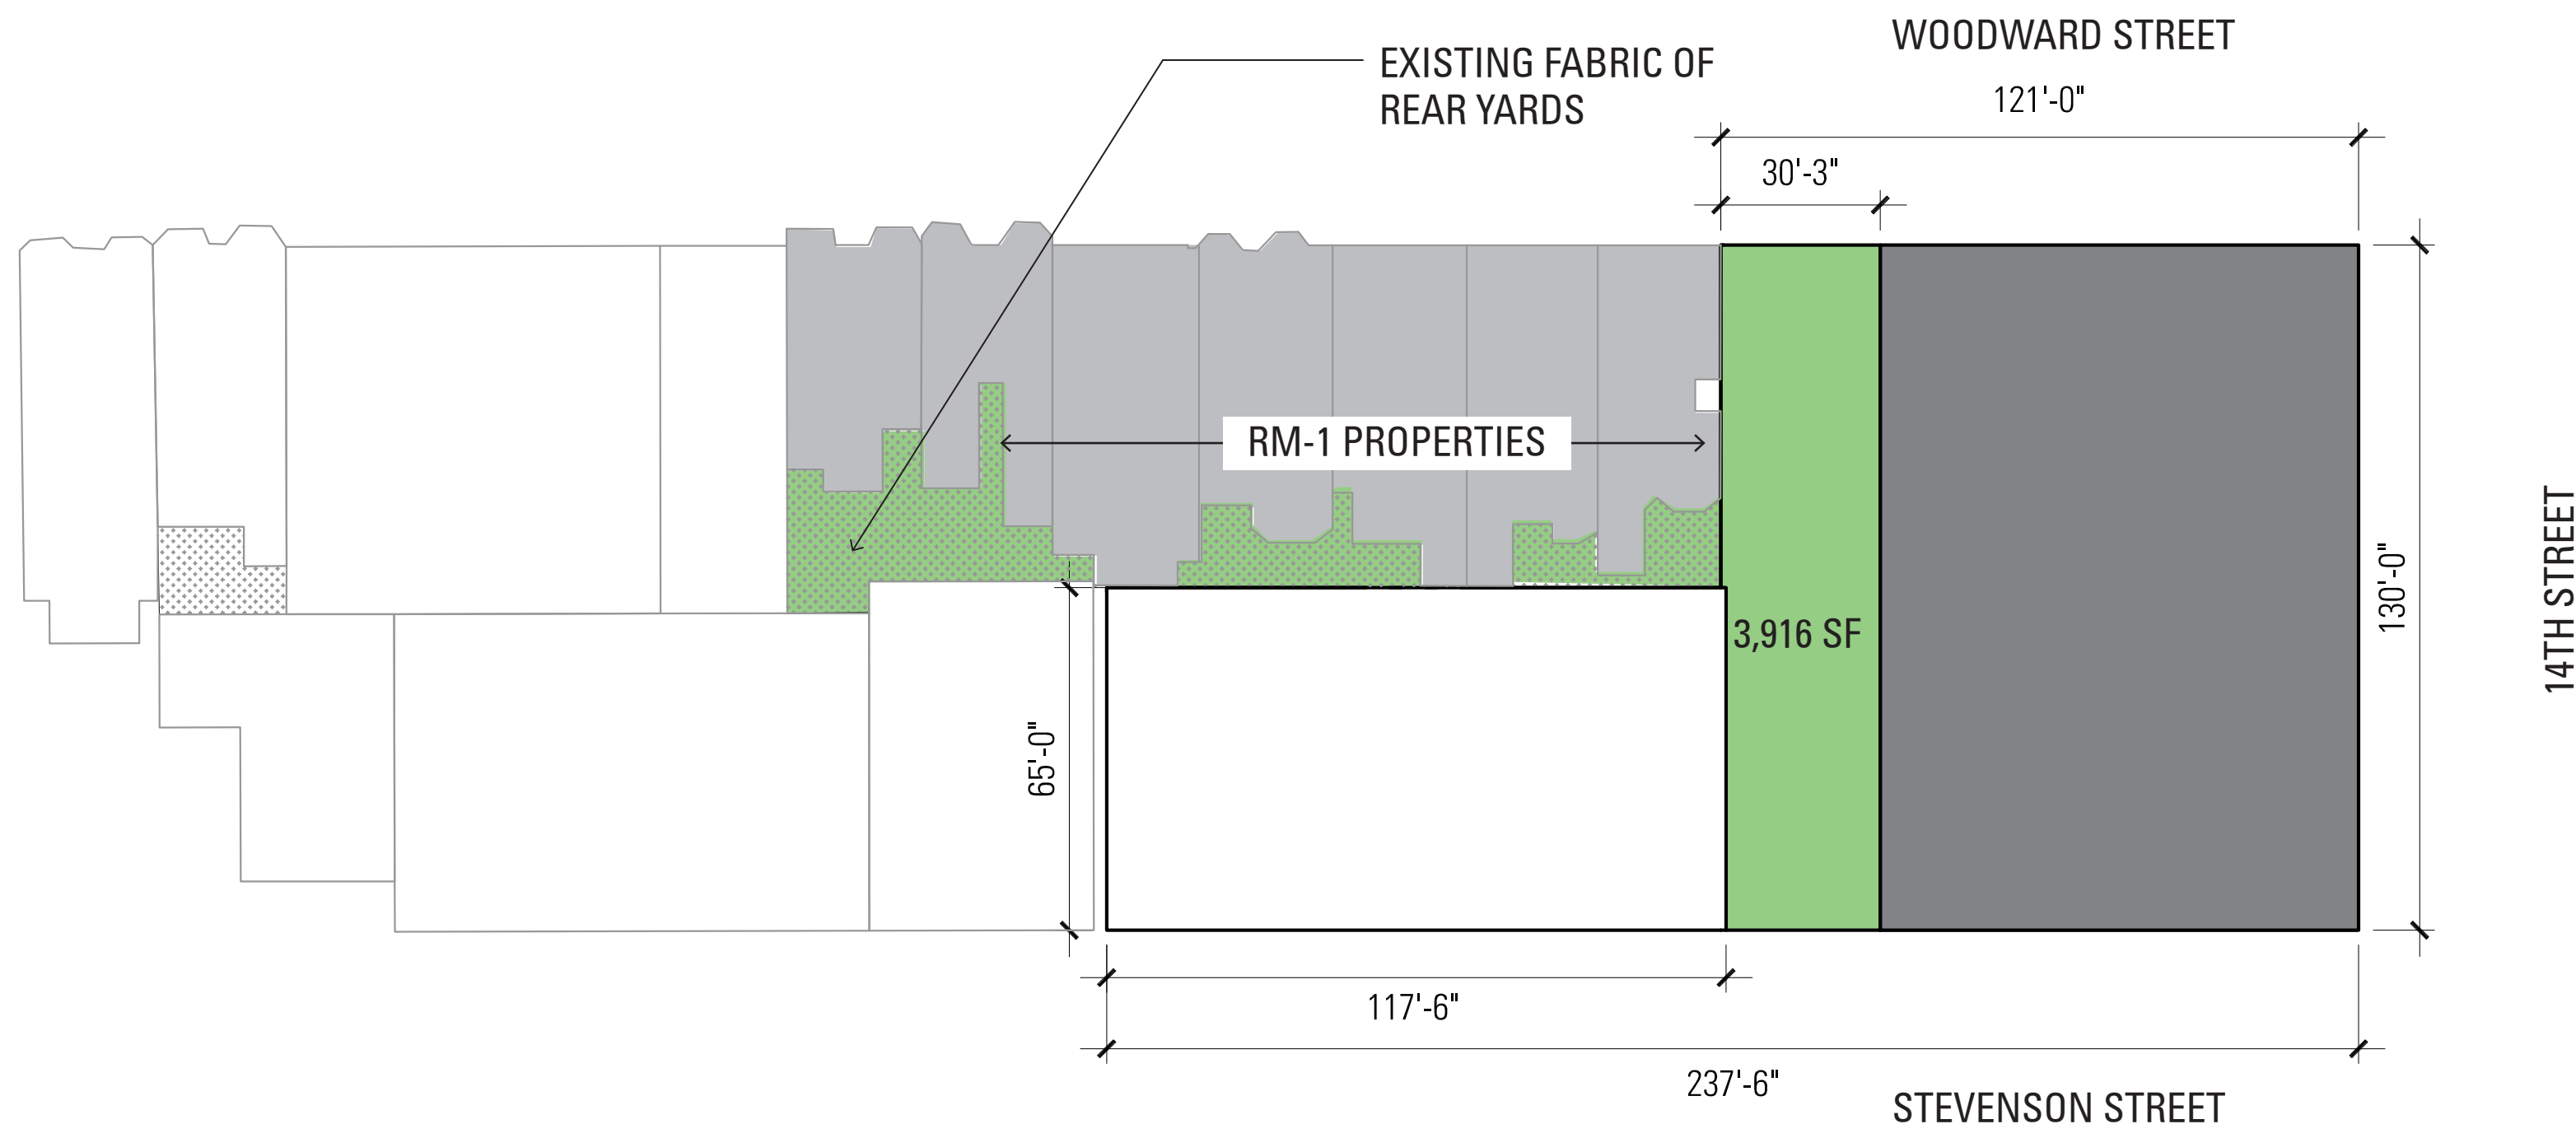 WOODWARD STREET
EXISTING FABRIC OF
REAR YARDS
121'-0"
30'-3"
RM-1 PROPERTIES
14TH STREET
130'-0"
3,916 SF
65'-0"
117'-6"
237'-6"
STEVENSON STREET